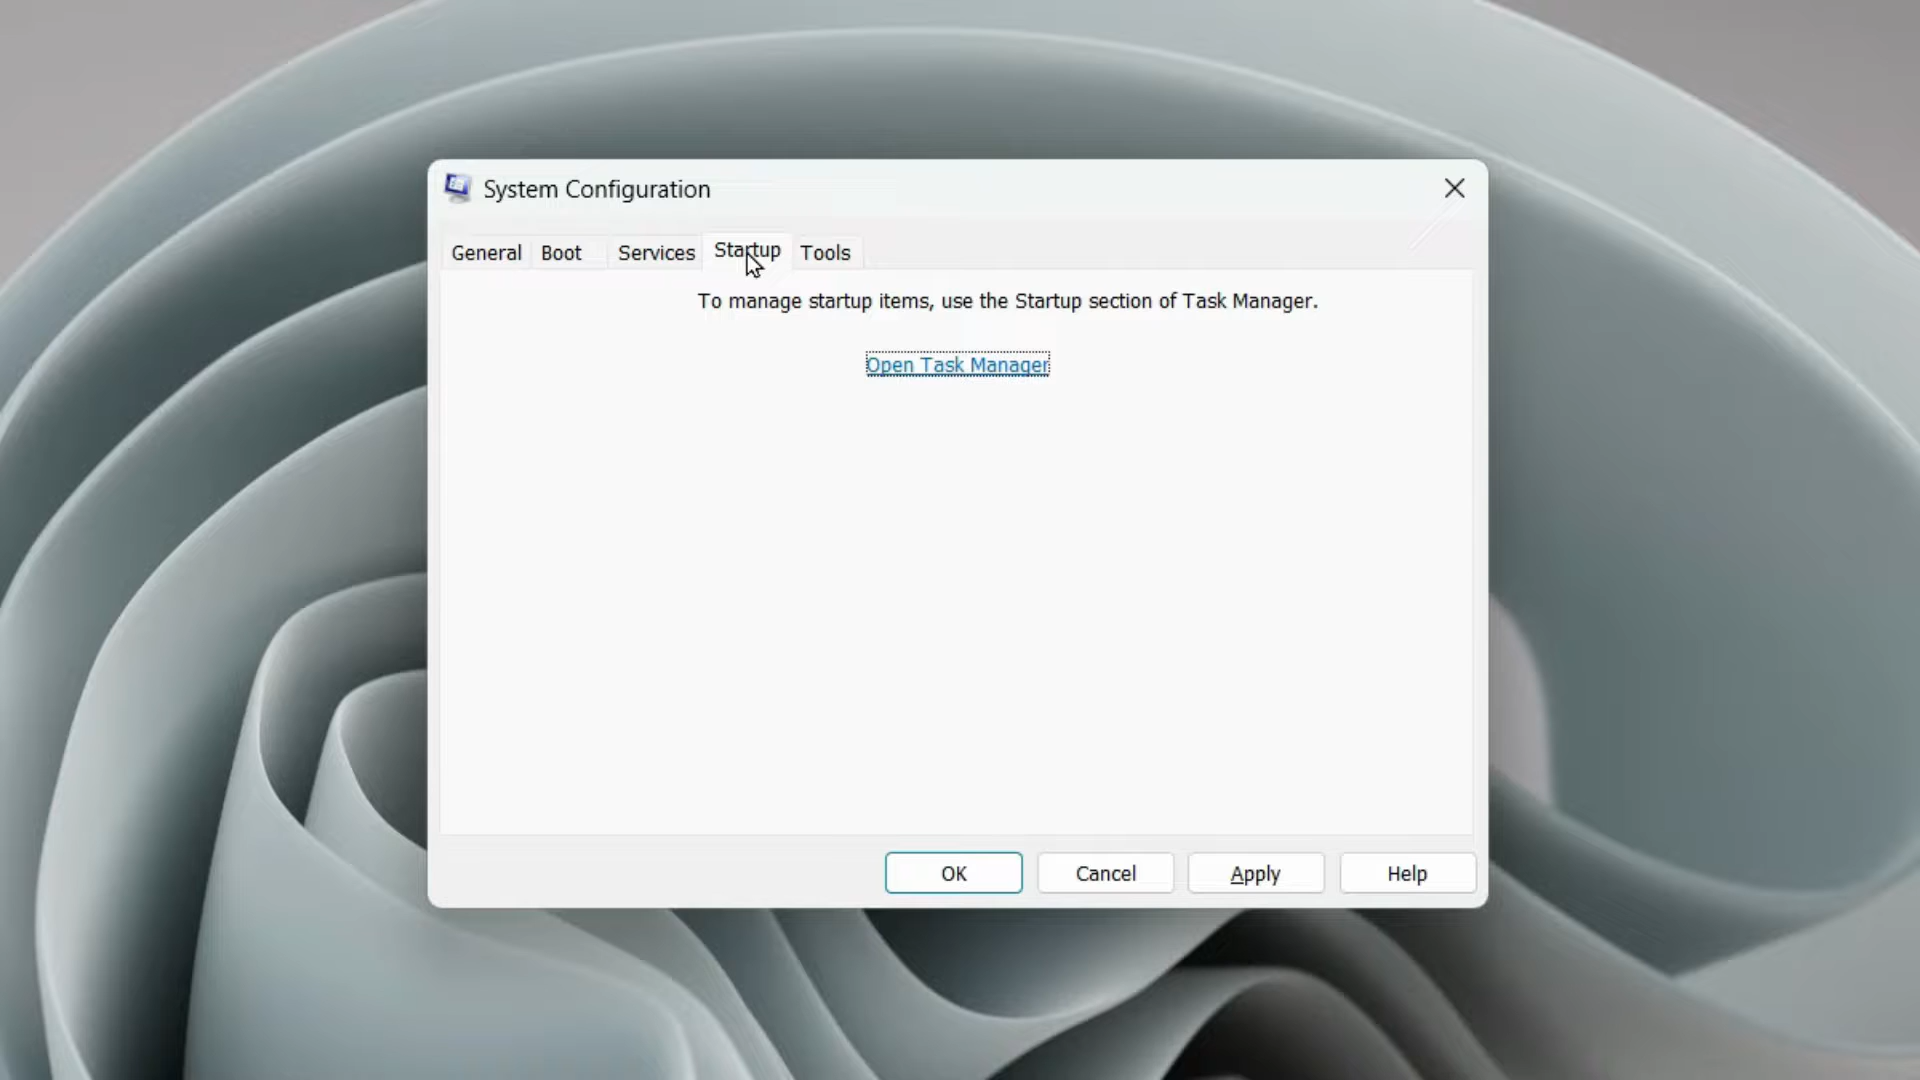 System Configuration
General Boot Services Startup Tools
To manage startup items, use the Startup section of Task Manager.
Open Task Manager
OK Cancel Apply Help